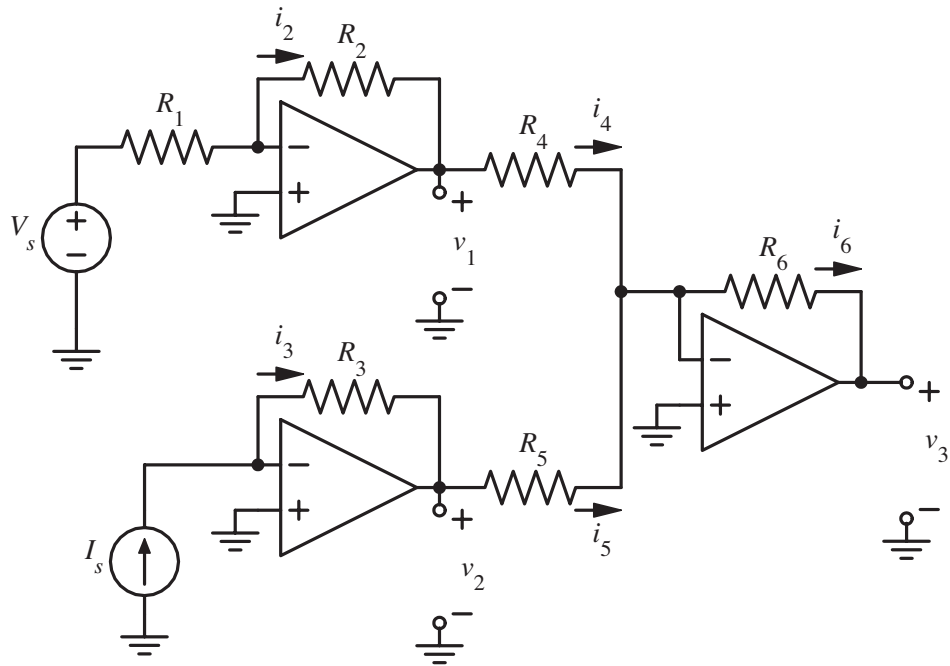 i2
R2
R1
R4
i4
− +
Vs
+ −
+
v1
−
R6
i6
i3
R3
− +
R5
i5
− +
+
v3
−
Is
+
v2
−